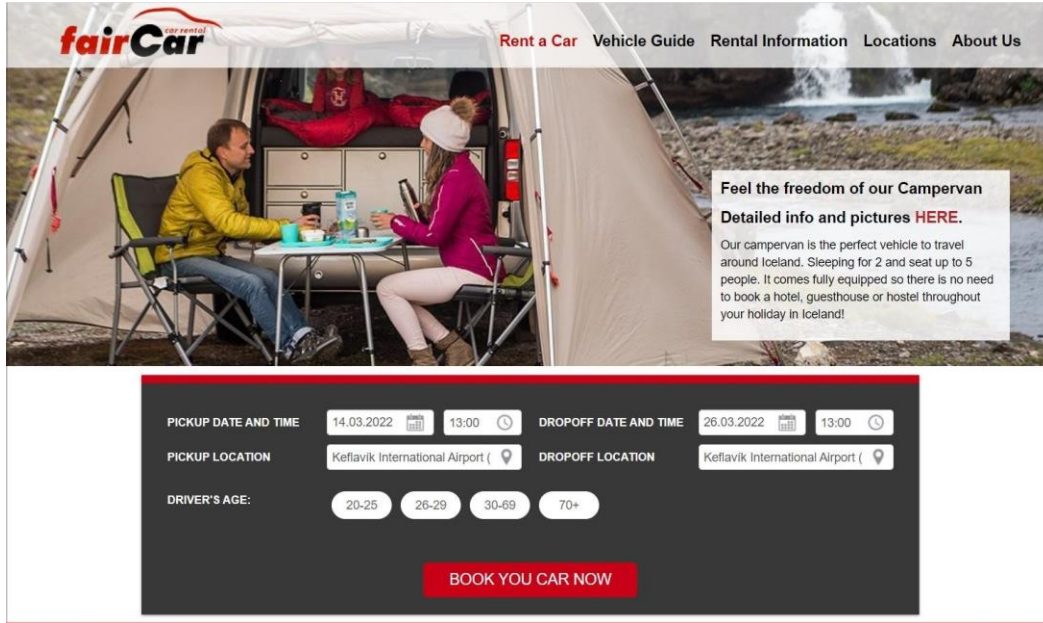 car rental
fairCar
Rent a Car Vehicle Guide Rental Information Locations About Us
Feel the freedom of our Campervan
Detailed info and pictures HERE.
Our campervan is the perfect vehicle to travel
around Iceland. Sleeping for 2 and seat up to 5
people. It comes fully equipped so there is no need
to book a hotel, guesthouse or hostel throughout
your holiday in Iceland!
PICKUP DATE AND TIME 14.03.2022 13:00 DROPOFF DATE AND TIME 26.03.2022 13:00
PICKUP LOCATION Keflavík International Airport ( DROPOFF LOCATION Keflavík International Airport (
DRIVER'S AGE: 20-25 26-29 30-69 70+
BOOK YOU CAR NOW